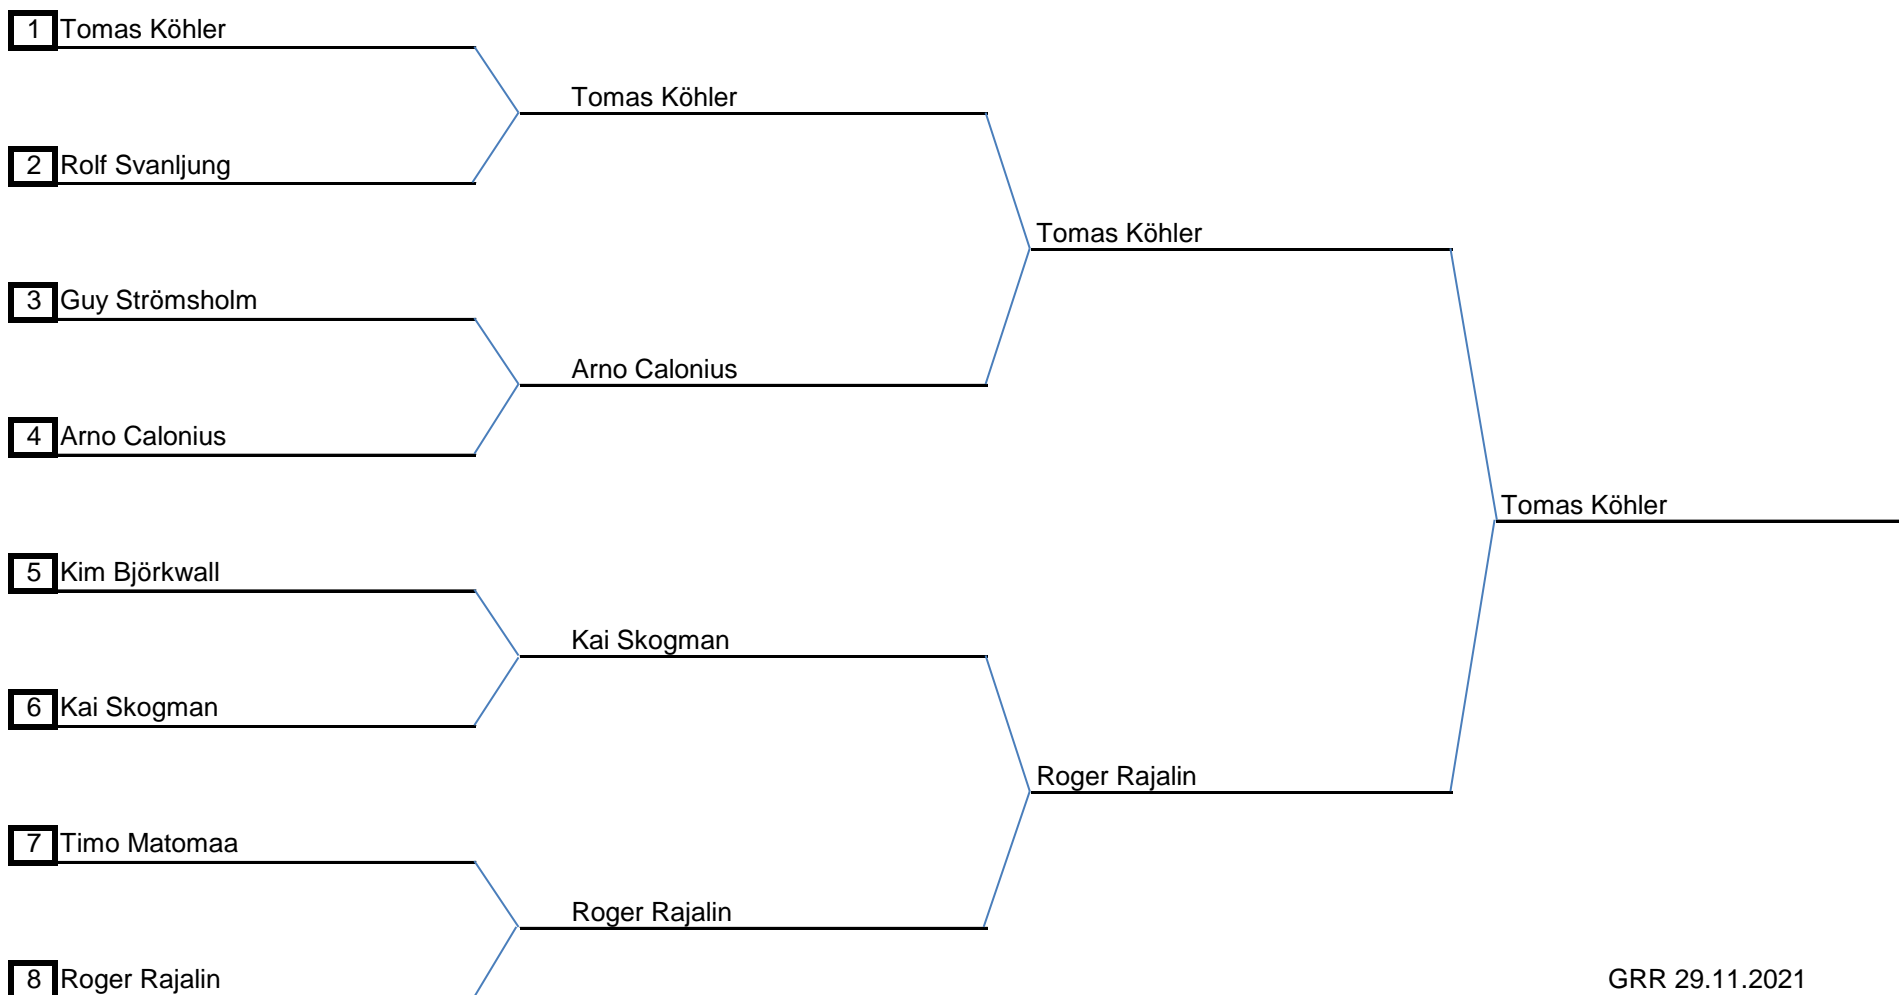 1 Tomas Köhler
Tomas Köhler
2 Rolf Svanljung
Tomas Köhler
3 Guy Strömsholm
Arno Calonius
4 Arno Calonius
Tomas Köhler
5 Kim Björkwall
Kai Skogman
6 Kai Skogman
Roger Rajalin
7 Timo Matomaa
Roger Rajalin
8 Roger Rajalin
GRR 29.11.2021